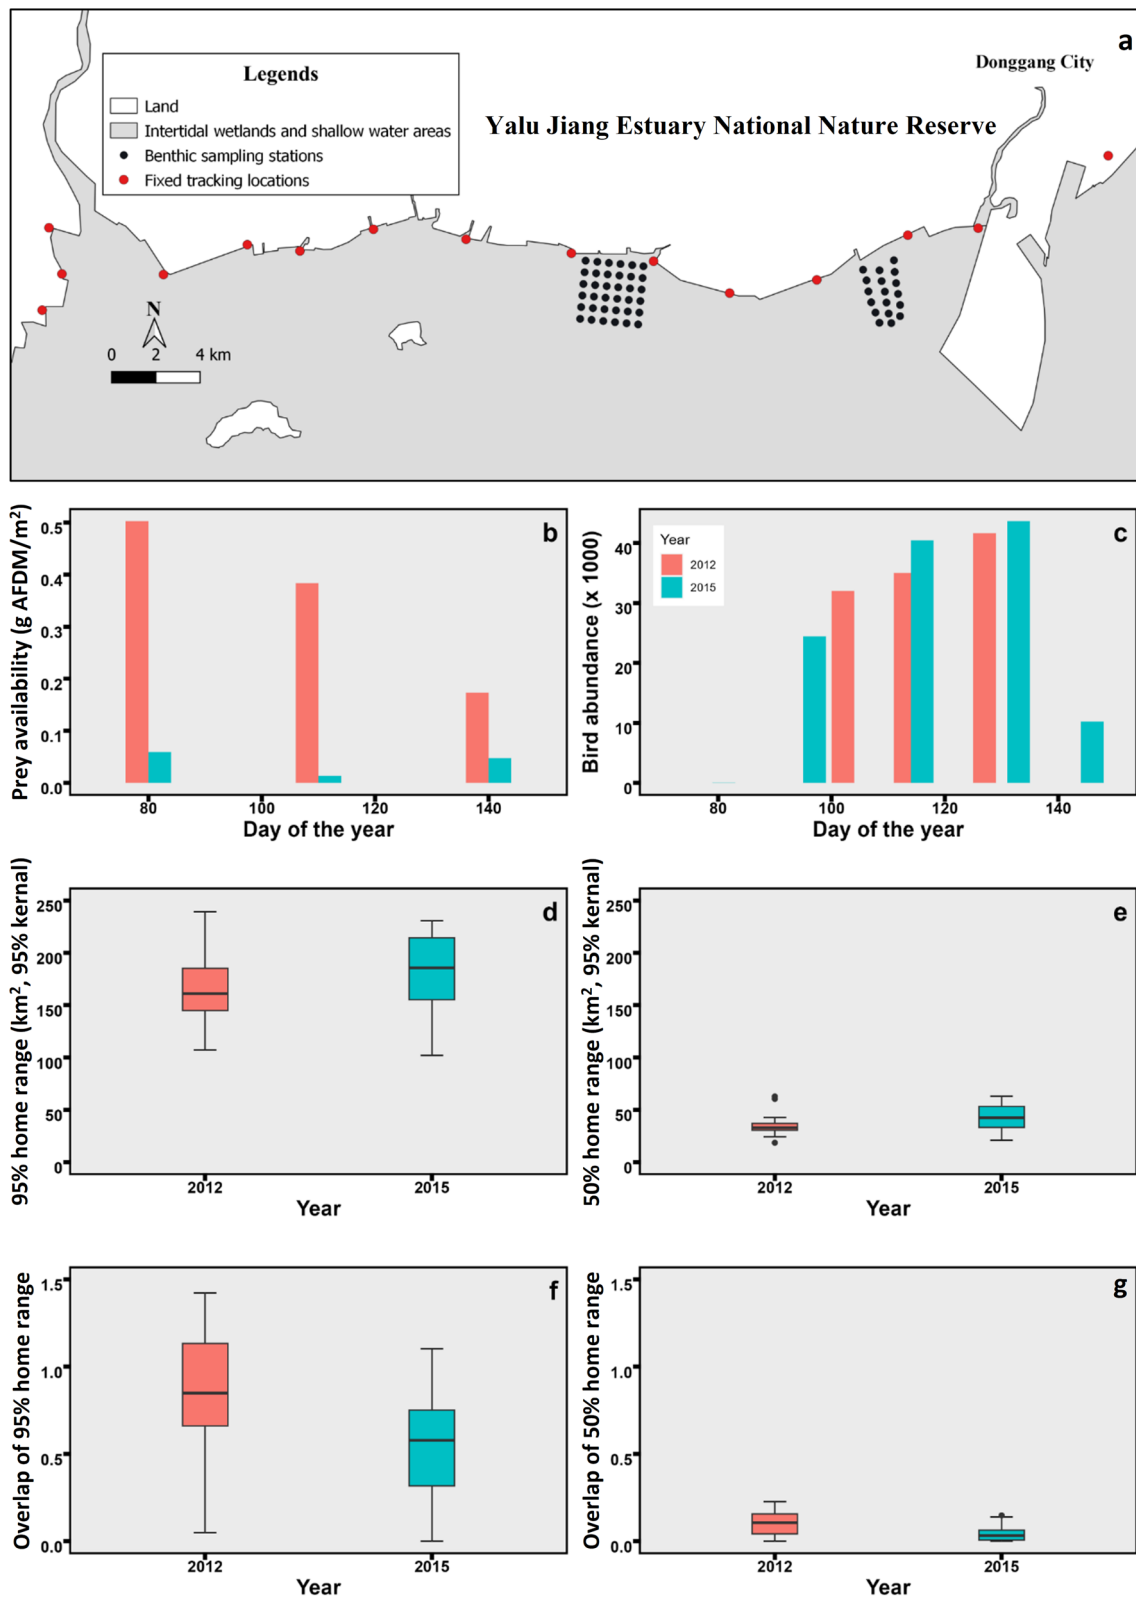 a
Donggang City
Legends
Land
Intertidal wetlands and shallow water areas
Benthic sampling stations
Fixed tracking locations
Yalu Jiang Estuary National Nature Reserve
N
0 2 4 km
b
Prey availability (g AFDM/m²)
0.5
0.4
0.3
0.2
0.1
0.0
80 100 120 140
Day of the year
c
Bird abundance (x 1000)
Year
2012
2015
40
30
20
10
0
80 100 120 140
Day of the year
d
95% home range (km², 95% kernal)
250
200
150
100
50
0
2012 2015
Year
e
50% home range (km², 95% kernal)
250
200
150
100
50
0
2012 2015
Year
f
Overlap of 95% home range
1.5
1.0
0.5
0.0
2012 2015
Year
g
Overlap of 50% home range
1.5
1.0
0.5
0.0
2012 2015
Year